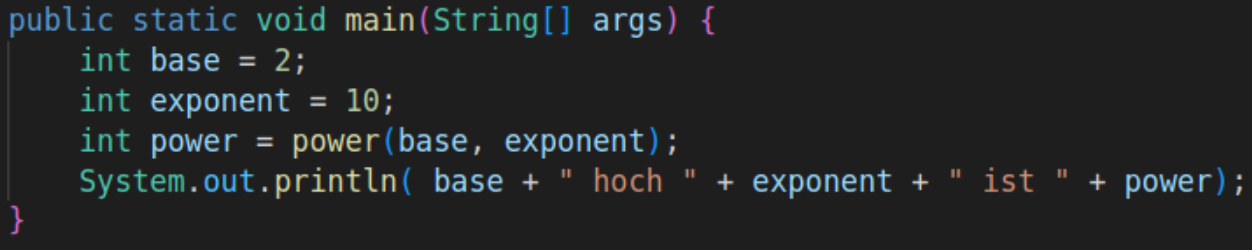 public static void main(String[] args) {
    int base = 2;
    int exponent = 10;
    int power = power(base, exponent);
    System.out.println( base + " hoch " + exponent + " ist " + power);
}